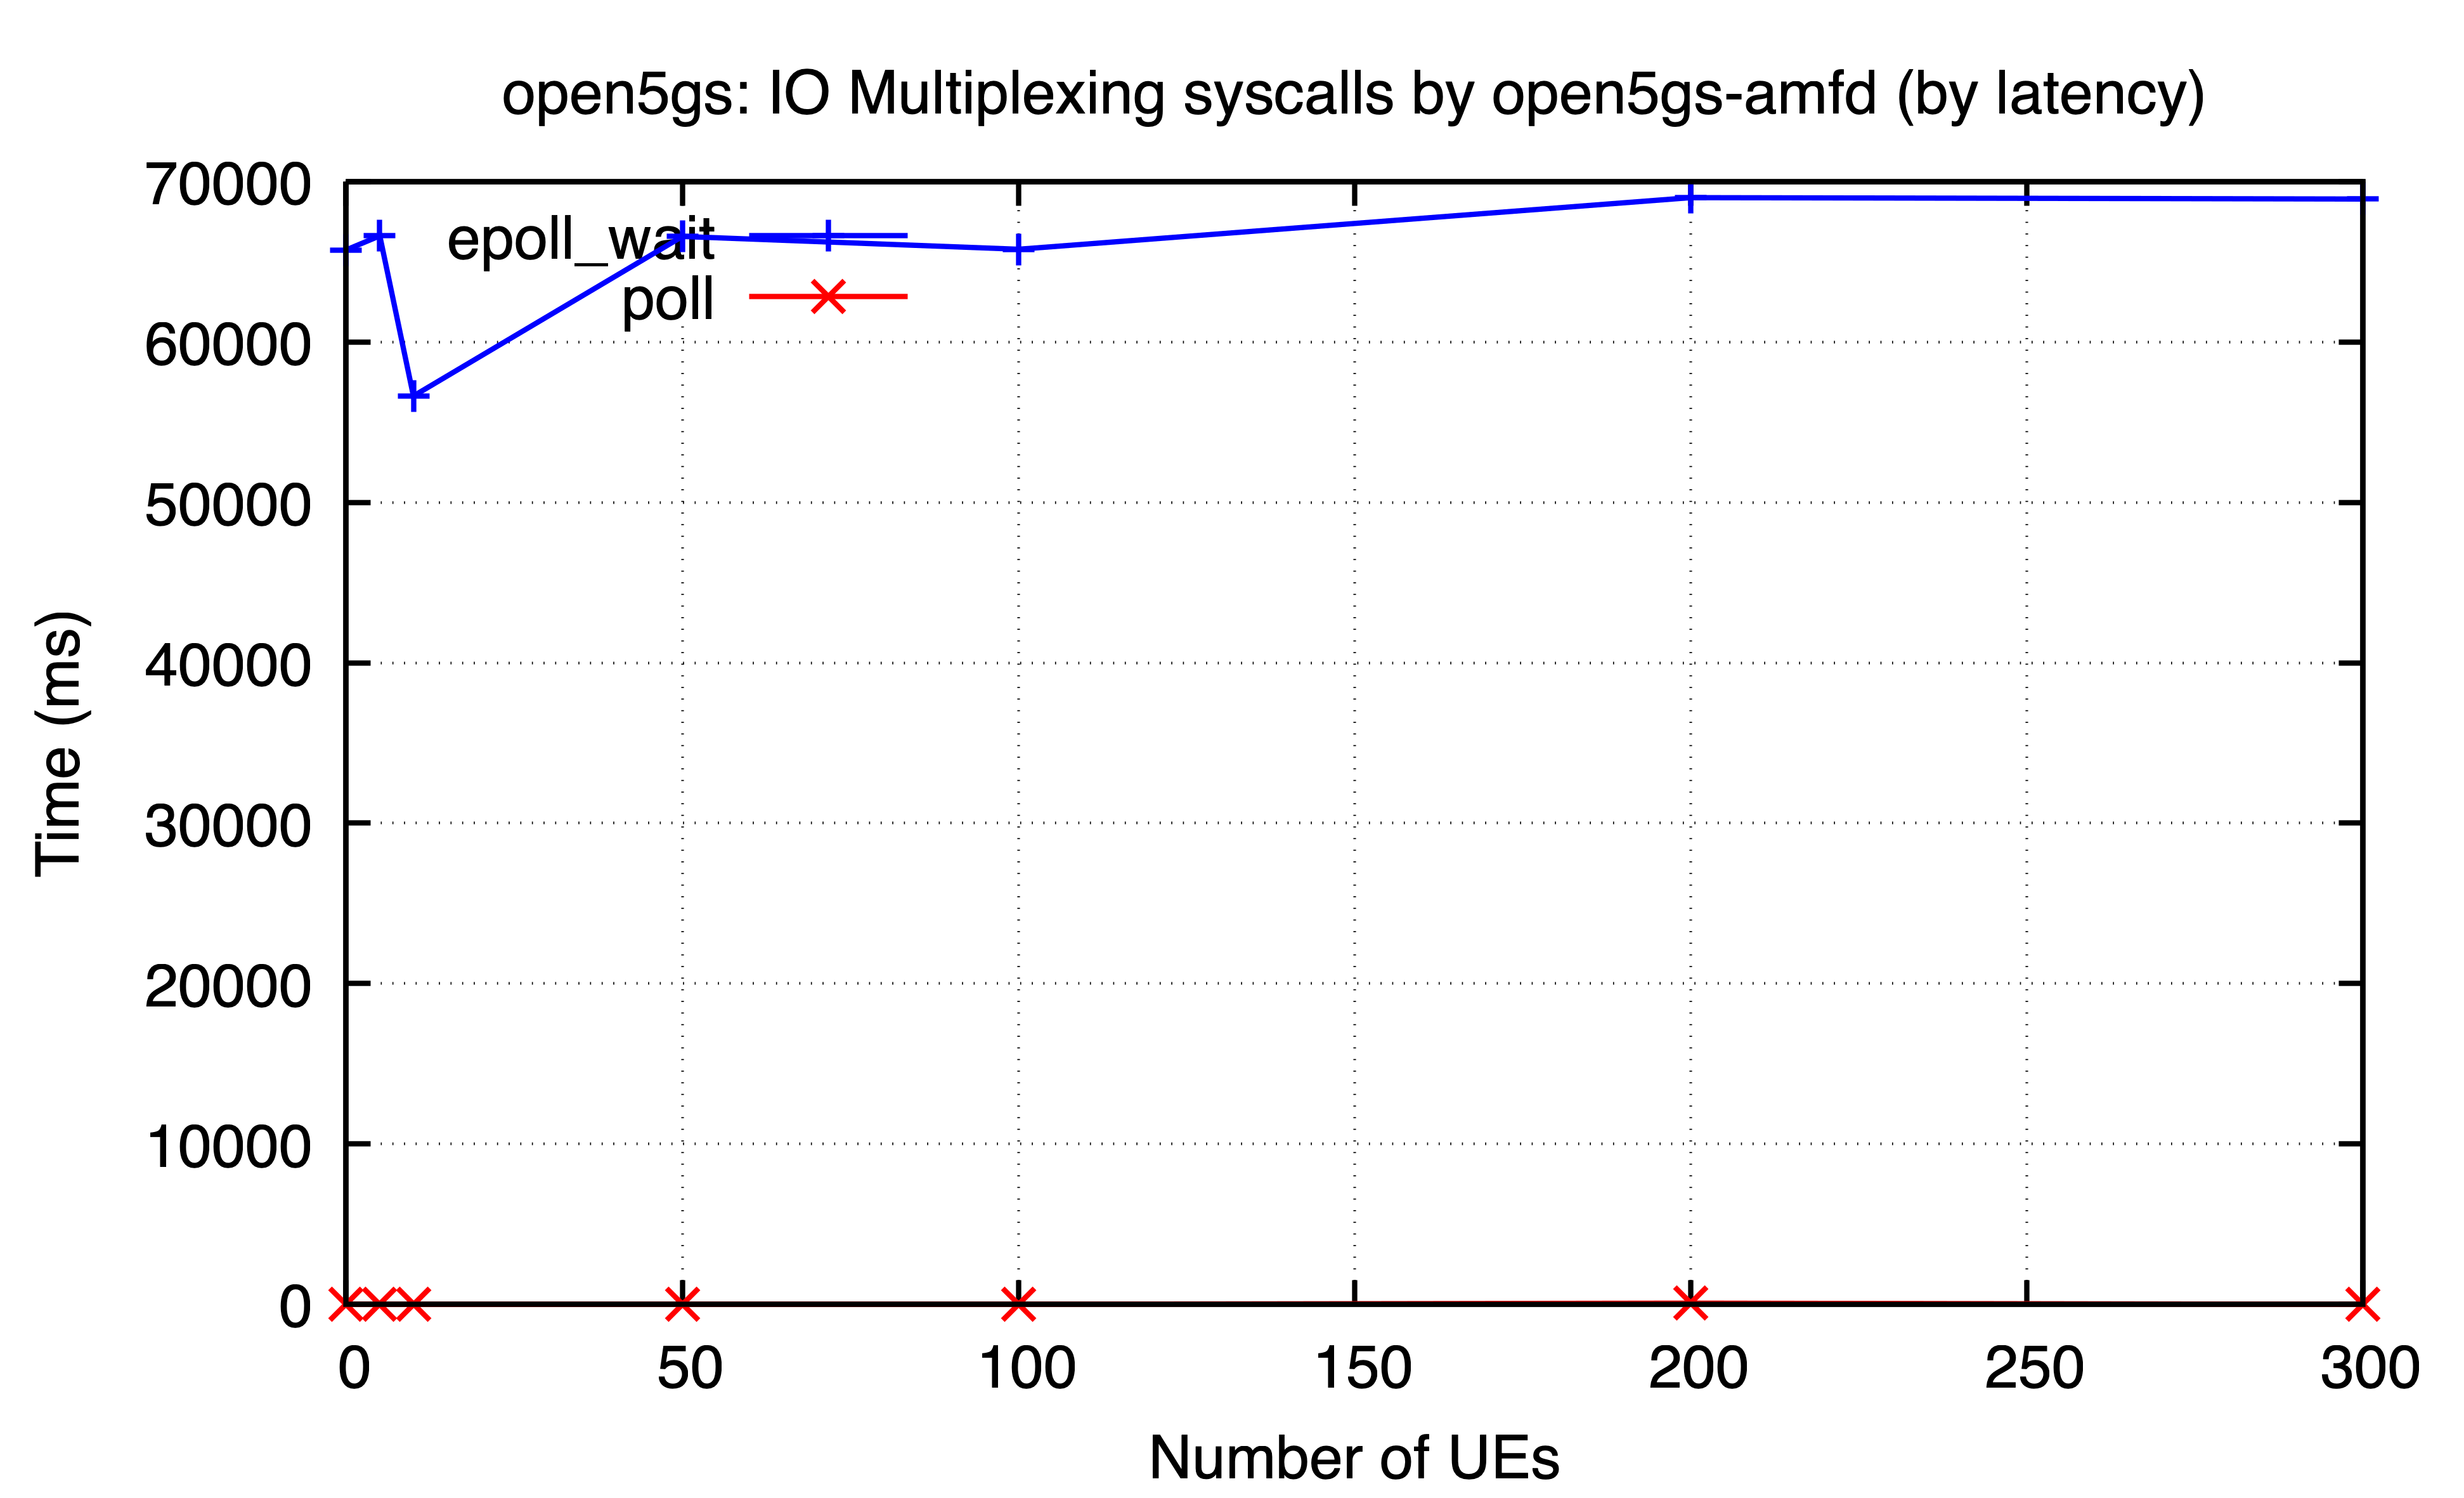 open5gs: IO Multiplexing syscalls by open5gs-amfd (by latency)
70000
60000
50000
40000
30000
20000
10000
0
Time (ms)
epoll_wait
poll
0 50 100 150 200 250 300
Number of UEs